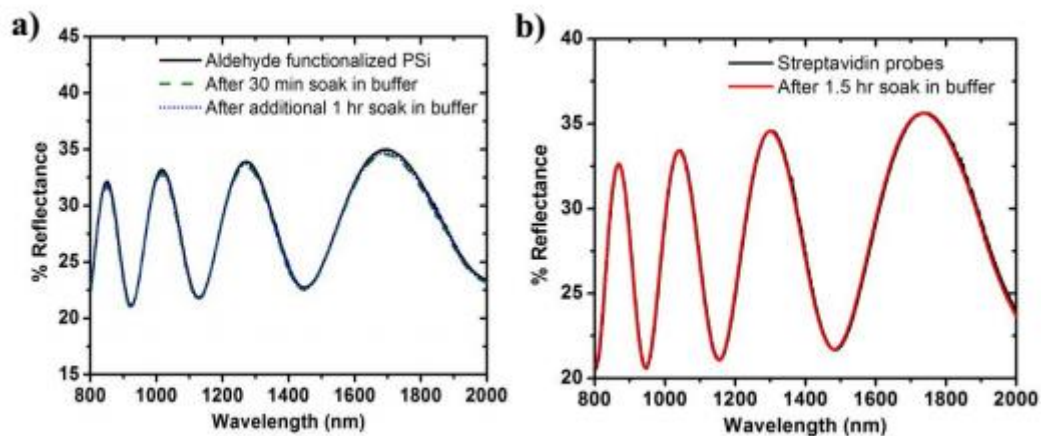 a)
45
40
35
30
25
20
15
% Reflectance
Aldehyde functionalized PSi
After 30 min soak in buffer
After additional 1 hr soak in buffer
800 1000 1200 1400 1600 1800 2000
Wavelength (nm)
b)
40
35
30
25
20
% Reflectance
Streptavidin probes
After 1.5 hr soak in buffer
800 1000 1200 1400 1600 1800 2000
Wavelength (nm)